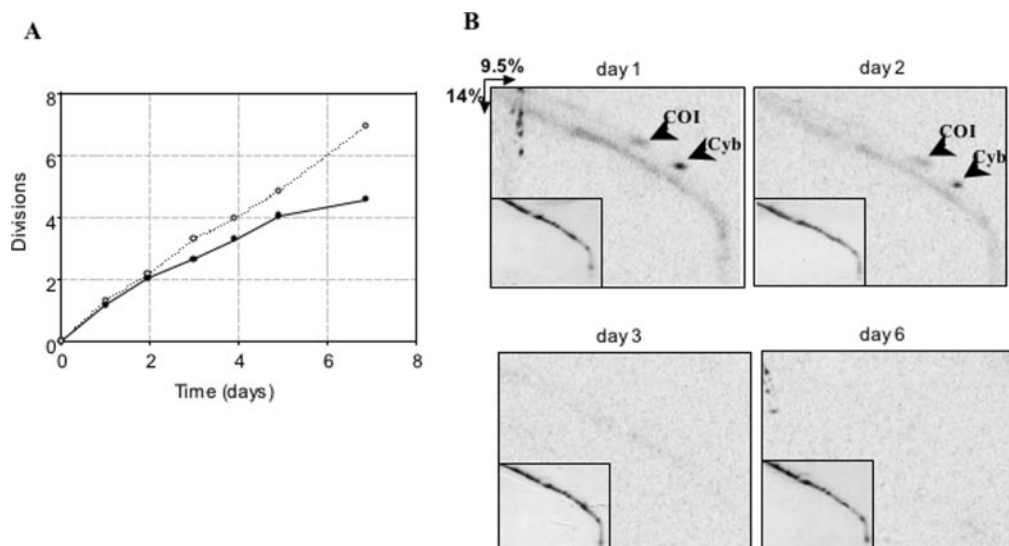 A
Divisions
8
6
4
2
0
0 2 4 6 8
Time (days)
B
9.5%
14%
day 1
COI
Cyb
day 2
COI
Cyb
day 3
day 6